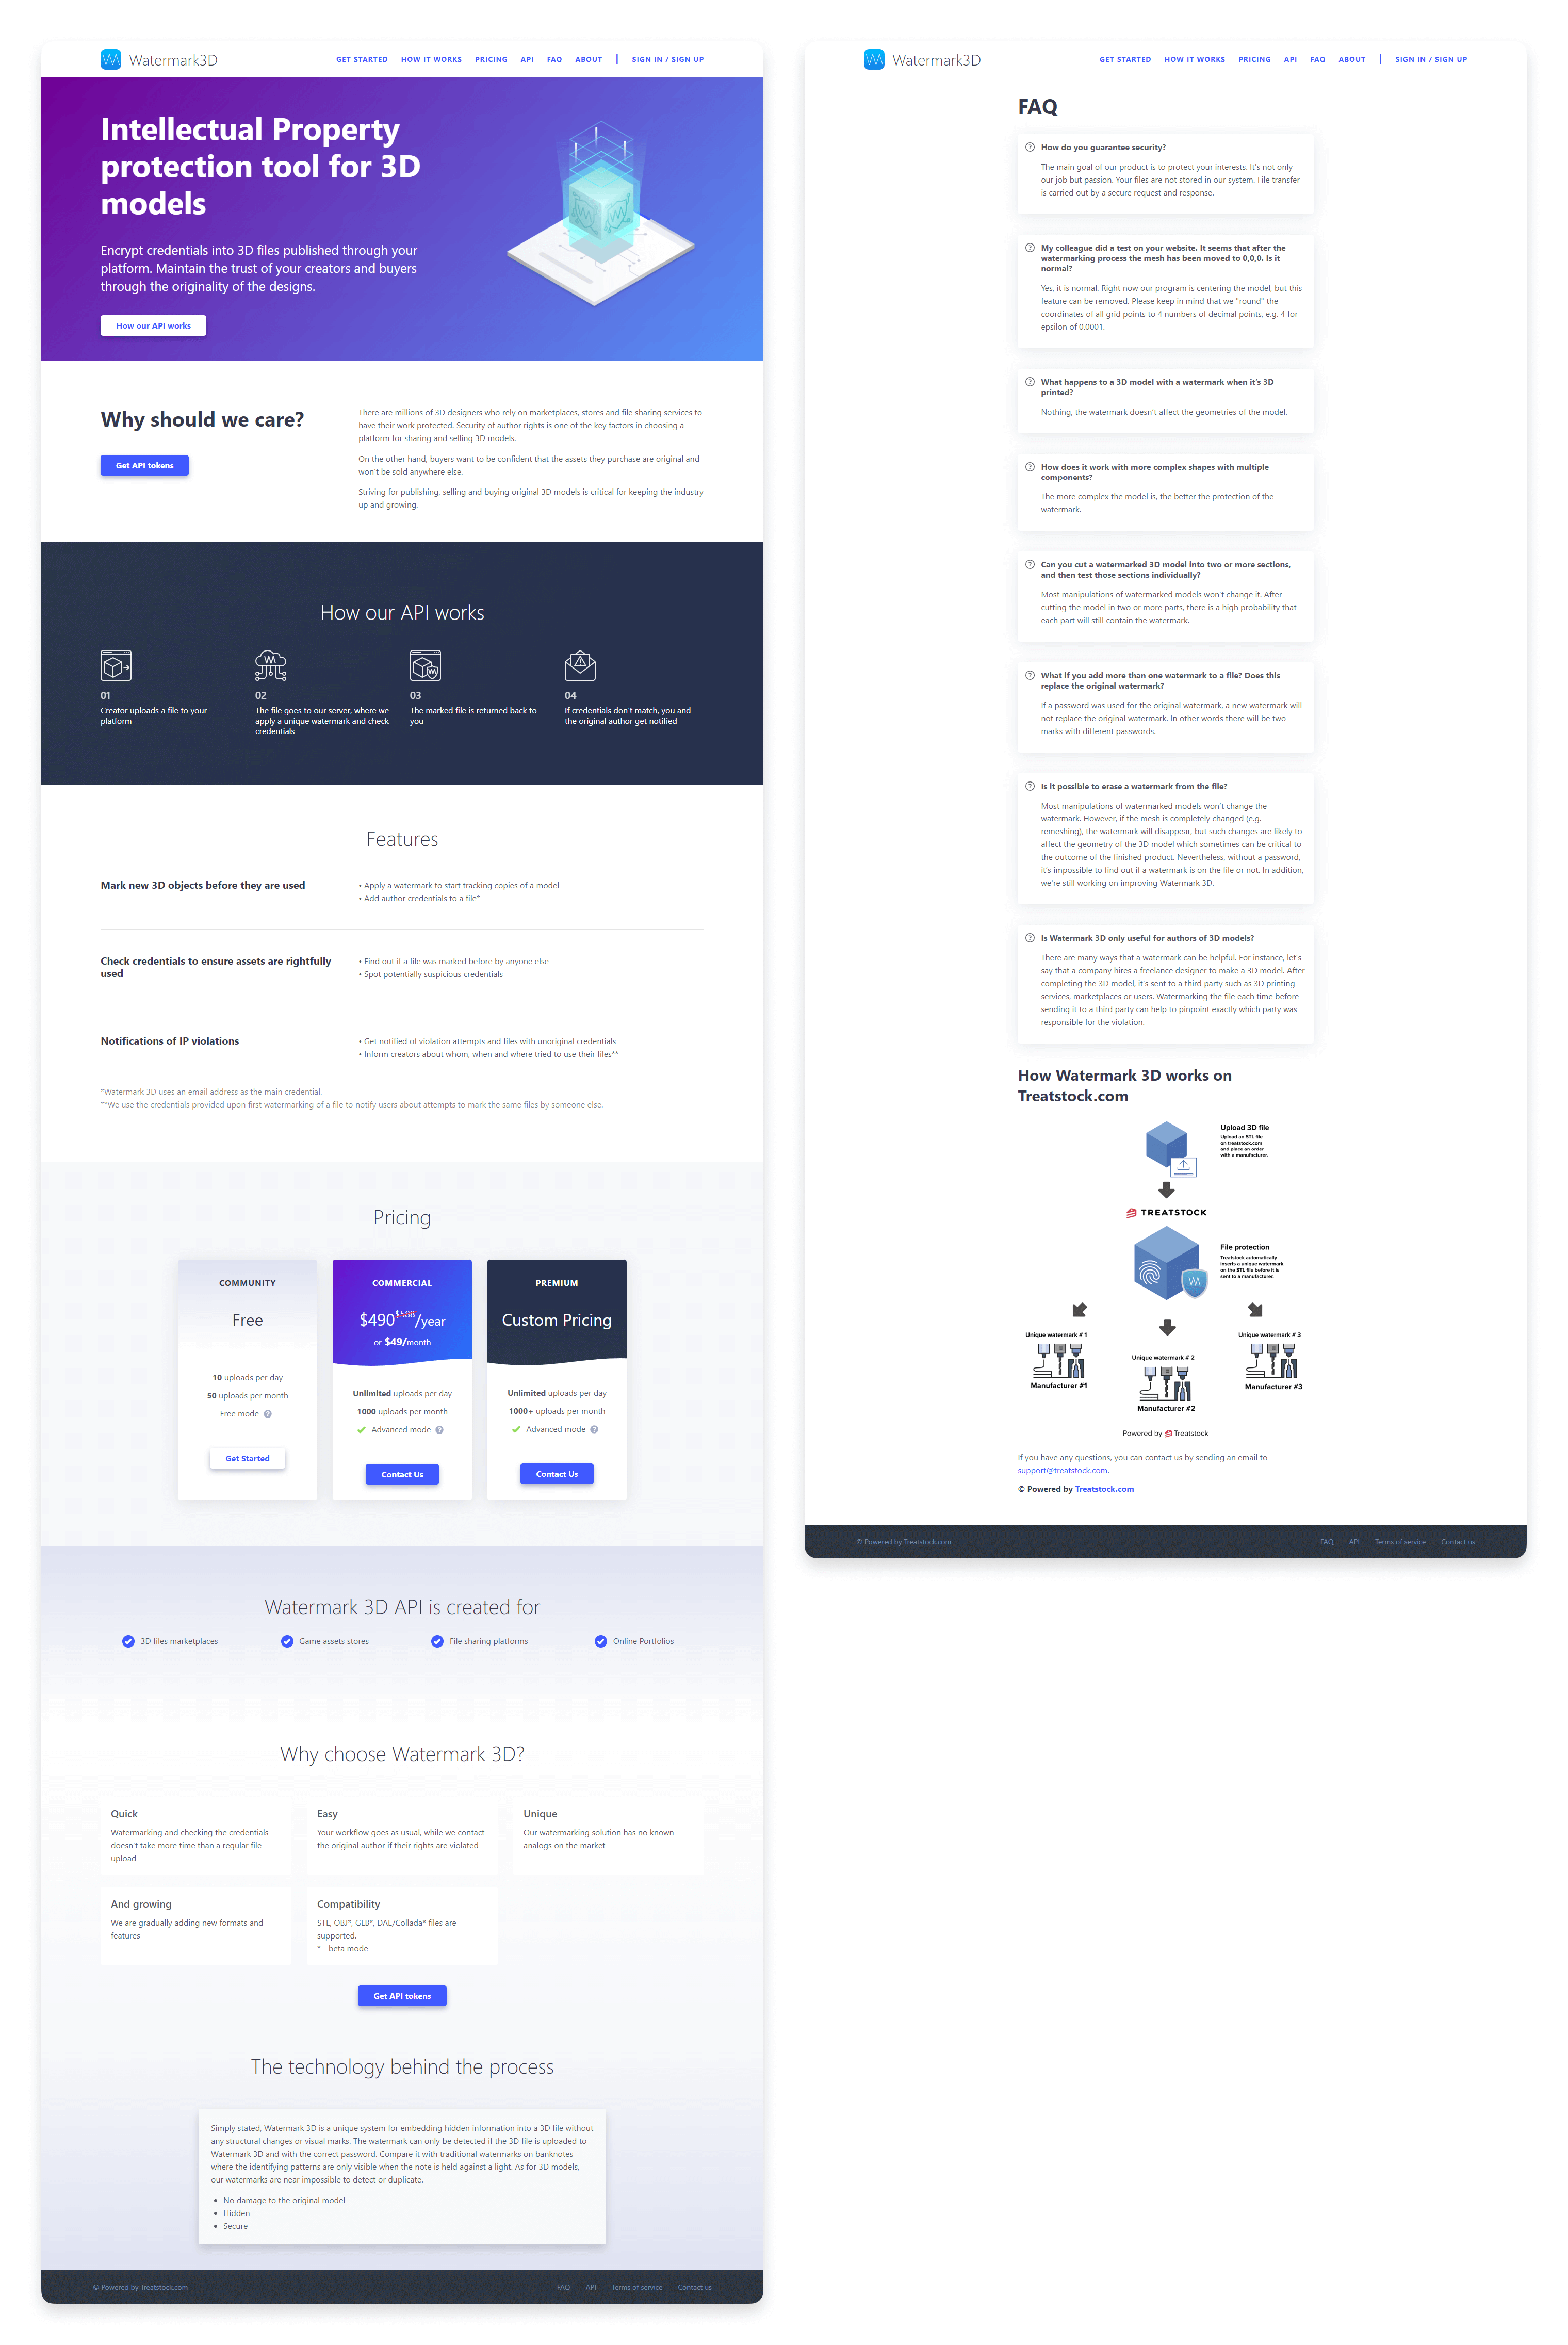 Watermark3D
GET STARTED HOW IT WORKS PRICING API FAQ ABOUT | SIGN IN / SIGN UP
Intellectual Property
protection tool for 3D
models
Encrypt credentials into 3D files published through your
platform. Maintain the trust of your creators and buyers
through the originality of the designs.
How our API works
Why should we care?
Get API tokens
There are millions of 3D designers who rely on marketplaces, stores and file sharing services to
have their work protected. Security of author rights is one of the key factors in choosing a
platform for sharing and selling 3D models.
On the other hand, buyers want to be confident that the assets they purchase are original and
won't be sold anywhere else.
Striving for publishing, selling and buying original 3D models is critical for keeping the industry
up and growing.
How our API works
01
Creator uploads a file to your
platform
02
The file goes to our server, where we
apply a unique watermark and check
credentials
03
The marked file is returned back to
you
04
If credentials don't match, you and
the original author get notified
Features
Mark new 3D objects before they are used
• Apply a watermark to start tracking copies of a model
• Add author credentials to a file*
Check credentials to ensure assets are rightfully
used
• Find out if a file was marked before by anyone else
• Spot potentially suspicious credentials
Notifications of IP violations
• Get notified of violation attempts and files with unoriginal credentials
• Inform creators about whom, when and where tried to use their files**
*Watermark 3D uses an email address as the main credential.
**We use the credentials provided upon first watermarking of a file to notify users about attempts to mark the same files by someone else.
Pricing
COMMUNITY
Free
10 uploads per day
50 uploads per month
Free mode ?
Get Started
COMMERCIAL
$490 $588/year
or $49/month
Unlimited uploads per day
1000 uploads per month
Advanced mode ?
Contact Us
PREMIUM
Custom Pricing
Unlimited uploads per day
1000+ uploads per month
Advanced mode ?
Contact Us
Watermark 3D API is created for
3D files marketplaces
Game assets stores
File sharing platforms
Online Portfolios
Why choose Watermark 3D?
Quick
Watermarking and checking the credentials
doesn't take more time than a regular file
upload
Easy
Your workflow goes as usual, while we contact
the original author if their rights are violated
Unique
Our watermarking solution has no known
analogs on the market
And growing
We are gradually adding new formats and
features
Compatibility
STL, OBJ*, GLB*, DAE/Collada* files are
supported.
* - beta mode
Get API tokens
The technology behind the process
Simply stated, Watermark 3D is a unique system for embedding hidden information into a 3D file without
any structural changes or visual marks. The watermark can only be detected if the 3D file is uploaded to
Watermark 3D and with the correct password. Compare it with traditional watermarks on banknotes
where the identifying patterns are only visible when the note is held against a light. As for 3D models,
our watermarks are near impossible to detect or duplicate.
• No damage to the original model
• Hidden
• Secure
© Powered by Treatstock.com
FAQ API Terms of service Contact us
Watermark3D
GET STARTED HOW IT WORKS PRICING API FAQ ABOUT | SIGN IN / SIGN UP
FAQ
How do you guarantee security?
The main goal of our product is to protect your interests. It's not only
our job but passion. Your files are not stored in our system. File transfer
is carried out by a secure request and response.
My colleague did a test on your website. It seems that after the
watermarking process the mesh has been moved to 0,0,0. Is it
normal?
Yes, it is normal. Right now our program is centering the model, but this
feature can be removed. Please keep in mind that we "round" the
coordinates of all grid points to 4 numbers of decimal points, e.g. 4 for
epsilon of 0.0001.
What happens to a 3D model with a watermark when it's 3D
printed?
Nothing, the watermark doesn't affect the geometries of the model.
How does it work with more complex shapes with multiple
components?
The more complex the model is, the better the protection of the
watermark.
Can you cut a watermarked 3D model into two or more sections,
and then test those sections individually?
Most manipulations of watermarked models won't change it. After
cutting the model in two or more parts, there is a high probability that
each part will still contain the watermark.
What if you add more than one watermark to a file? Does this
replace the original watermark?
If a password was used for the original watermark, a new watermark will
not replace the original watermark. In other words there will be two
marks with different passwords.
Is it possible to erase a watermark from the file?
Most manipulations of watermarked models won't change the
watermark. However, if the mesh is completely changed (e.g.
remeshing), the watermark will disappear, but such changes are likely to
affect the geometry of the 3D model which sometimes can be critical to
the outcome of the finished product. Nevertheless, without a password,
it's impossible to find out if a watermark is on the file or not. In addition,
we're still working on improving Watermark 3D.
Is Watermark 3D only useful for authors of 3D models?
There are many ways that a watermark can be helpful. For instance, let's
say that a company hires a freelance designer to make a 3D model. After
completing the 3D model, it's sent to a third party such as 3D printing
services, marketplaces or users. Watermarking the file each time before
sending it to a third party can help to pinpoint exactly which party was
responsible for the violation.
How Watermark 3D works on
Treatstock.com
Upload 3D file
Upload an STL file
on treatstock.com
and place an order
with a manufacturer.
TREATSTOCK
File protection
Treatstock automatically
inserts a unique watermark
on the STL file before it is
sent to a manufacturer.
Unique watermark # 1
Manufacturer #1
Unique watermark # 2
Manufacturer #2
Unique watermark # 3
Manufacturer #3
Powered by Treatstock
If you have any questions, you can contact us by sending an email to
support@treatstock.com.
© Powered by Treatstock.com
© Powered by Treatstock.com
FAQ API Terms of service Contact us